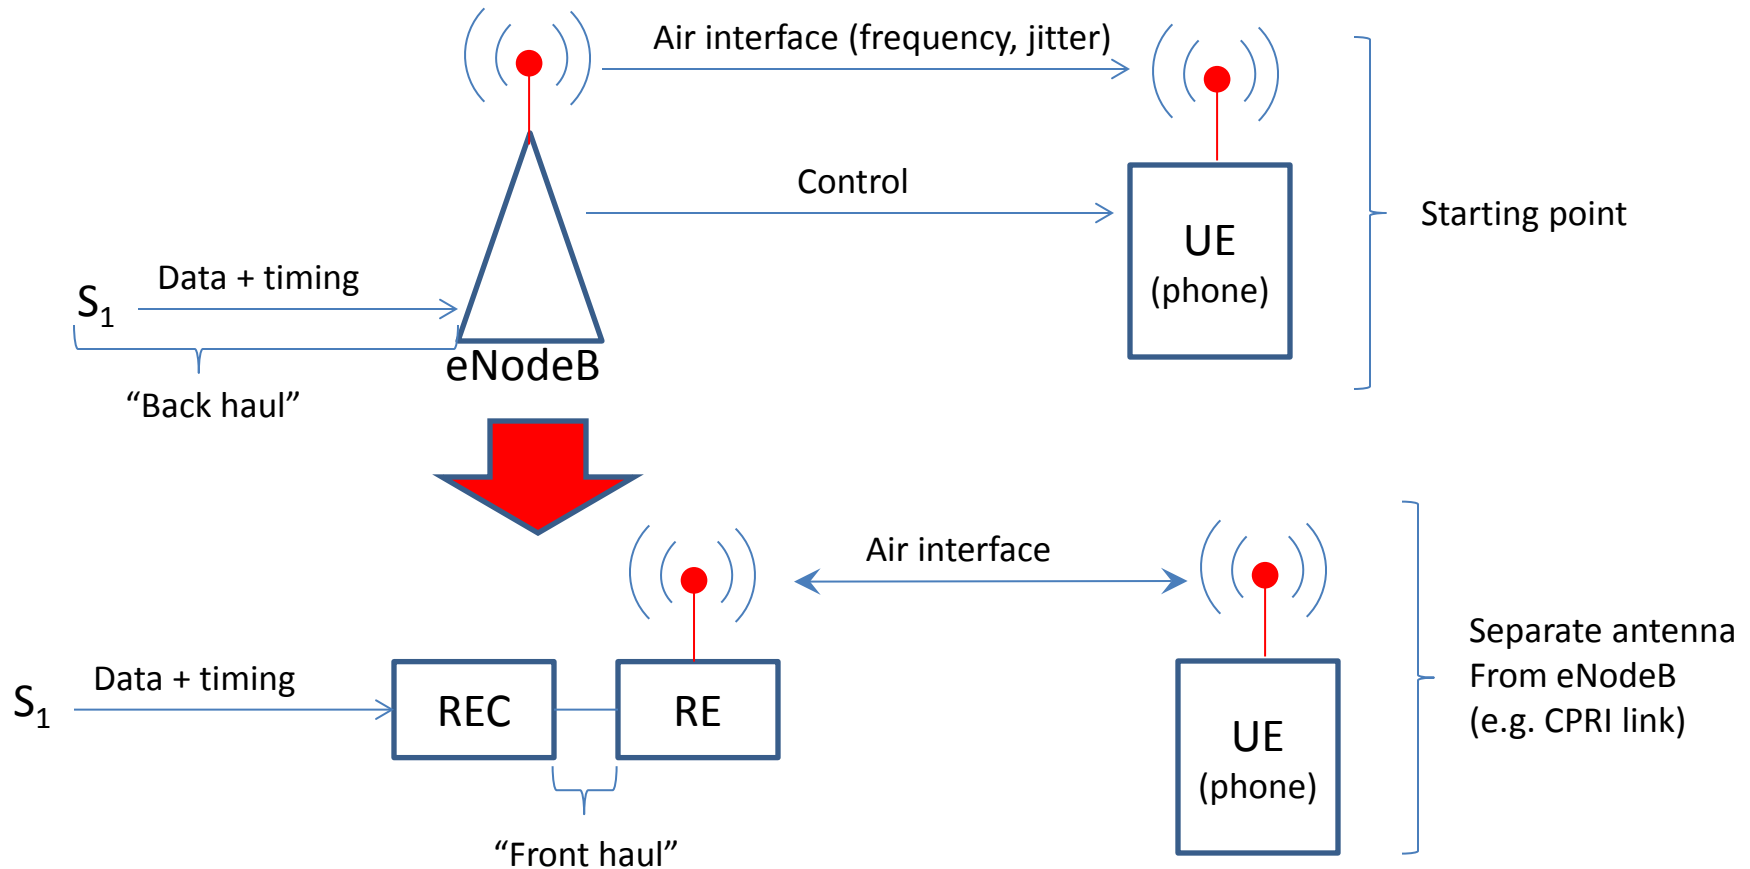 Air interface (frequency, jitter)
Control
UE
(phone)
Starting point
Data + timing
S1
eNodeB
“Back haul”
Air interface
Separate antenna
From eNodeB
(e.g. CPRI link)
Data + timing
S1
REC
RE
UE
(phone)
“Front haul”